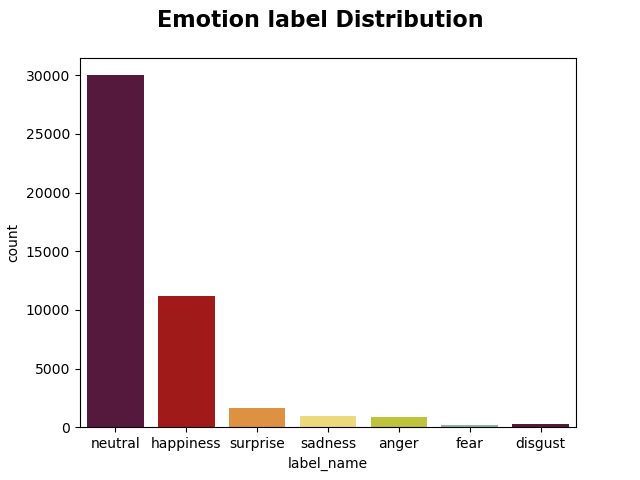 Emotion label Distribution
30000
25000
20000
15000
10000
5000
0
count
neutral happiness surprise sadness anger fear disgust
label_name